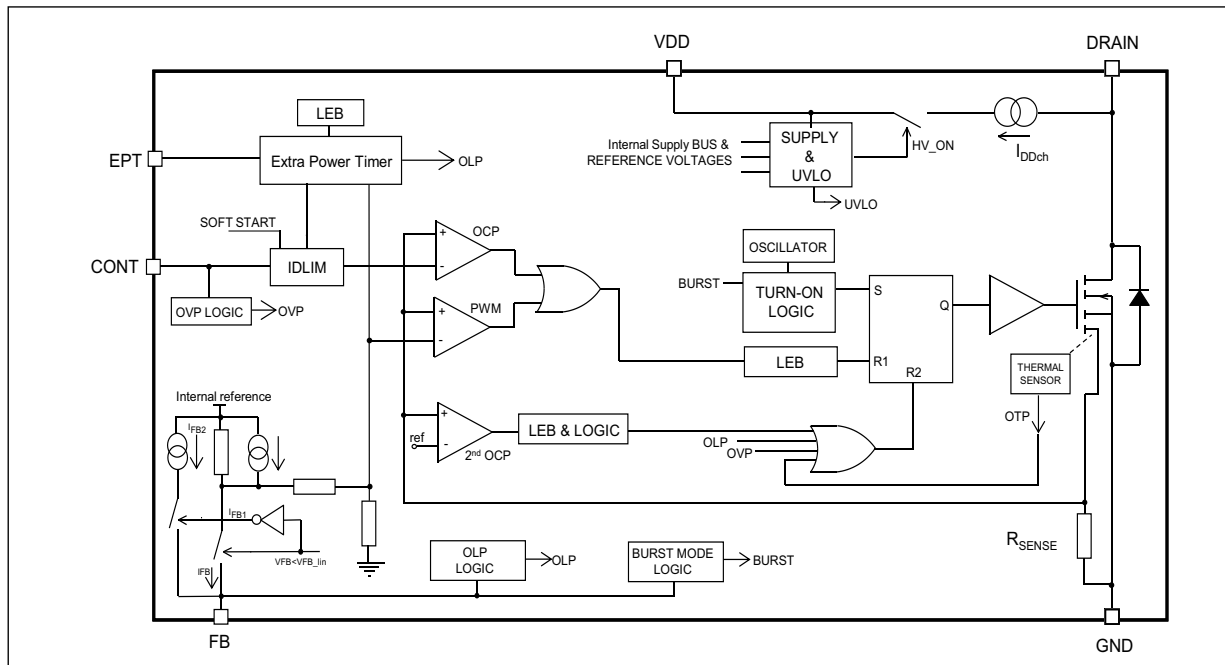 VDD
DRAIN
LEB
EPT
Extra Power Timer
OLP
Internal Supply BUS &
REFERENCE VOLTAGES
SUPPLY
&
UVLO
HV_ON
IDDch
UVLO
SOFT START
CONT
IDLIM
+
-
OCP
OVP LOGIC
OVP
+
-
PWM
OSCILLATOR
BURST
TURN-ON
LOGIC
S
Q
R1
R2
LEB
THERMAL
SENSOR
OTP
Internal reference
IFB2
+
-
ref
2nd OCP
LEB & LOGIC
OLP
OVP
IFB1
VFB<VFB_lin
IFB
OLP
LOGIC
OLP
BURST MODE
LOGIC
BURST
RSENSE
FB
GND